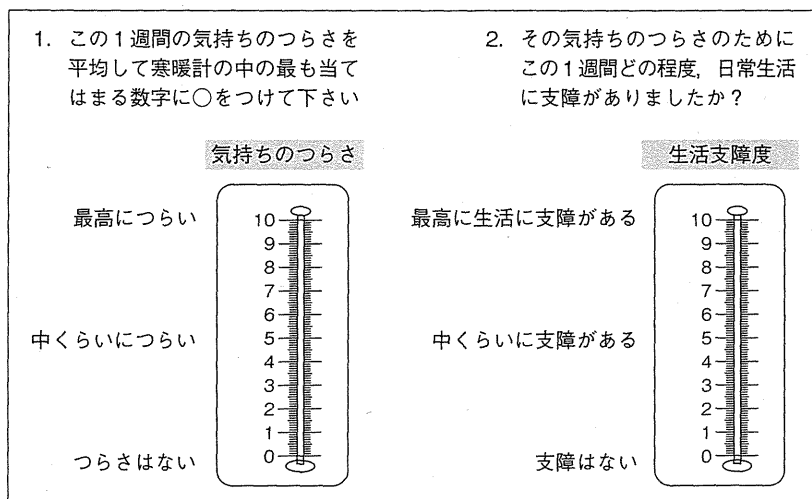 1. この1週間の気持ちのつらさを
平均して寒暖計の中の最も当て
はまる数字に○をつけて下さい
気持ちのつらさ
最高につらい
中くらいにつらい
つらさはない
10
9
8
7
6
5
4
3
2
1
0
2. その気持ちのつらさのために
この1週間どの程度，日常生活
に支障がありましたか？
生活支障度
最高に生活に支障がある
中くらいに支障がある
支障はない
10
9
8
7
6
5
4
3
2
1
0